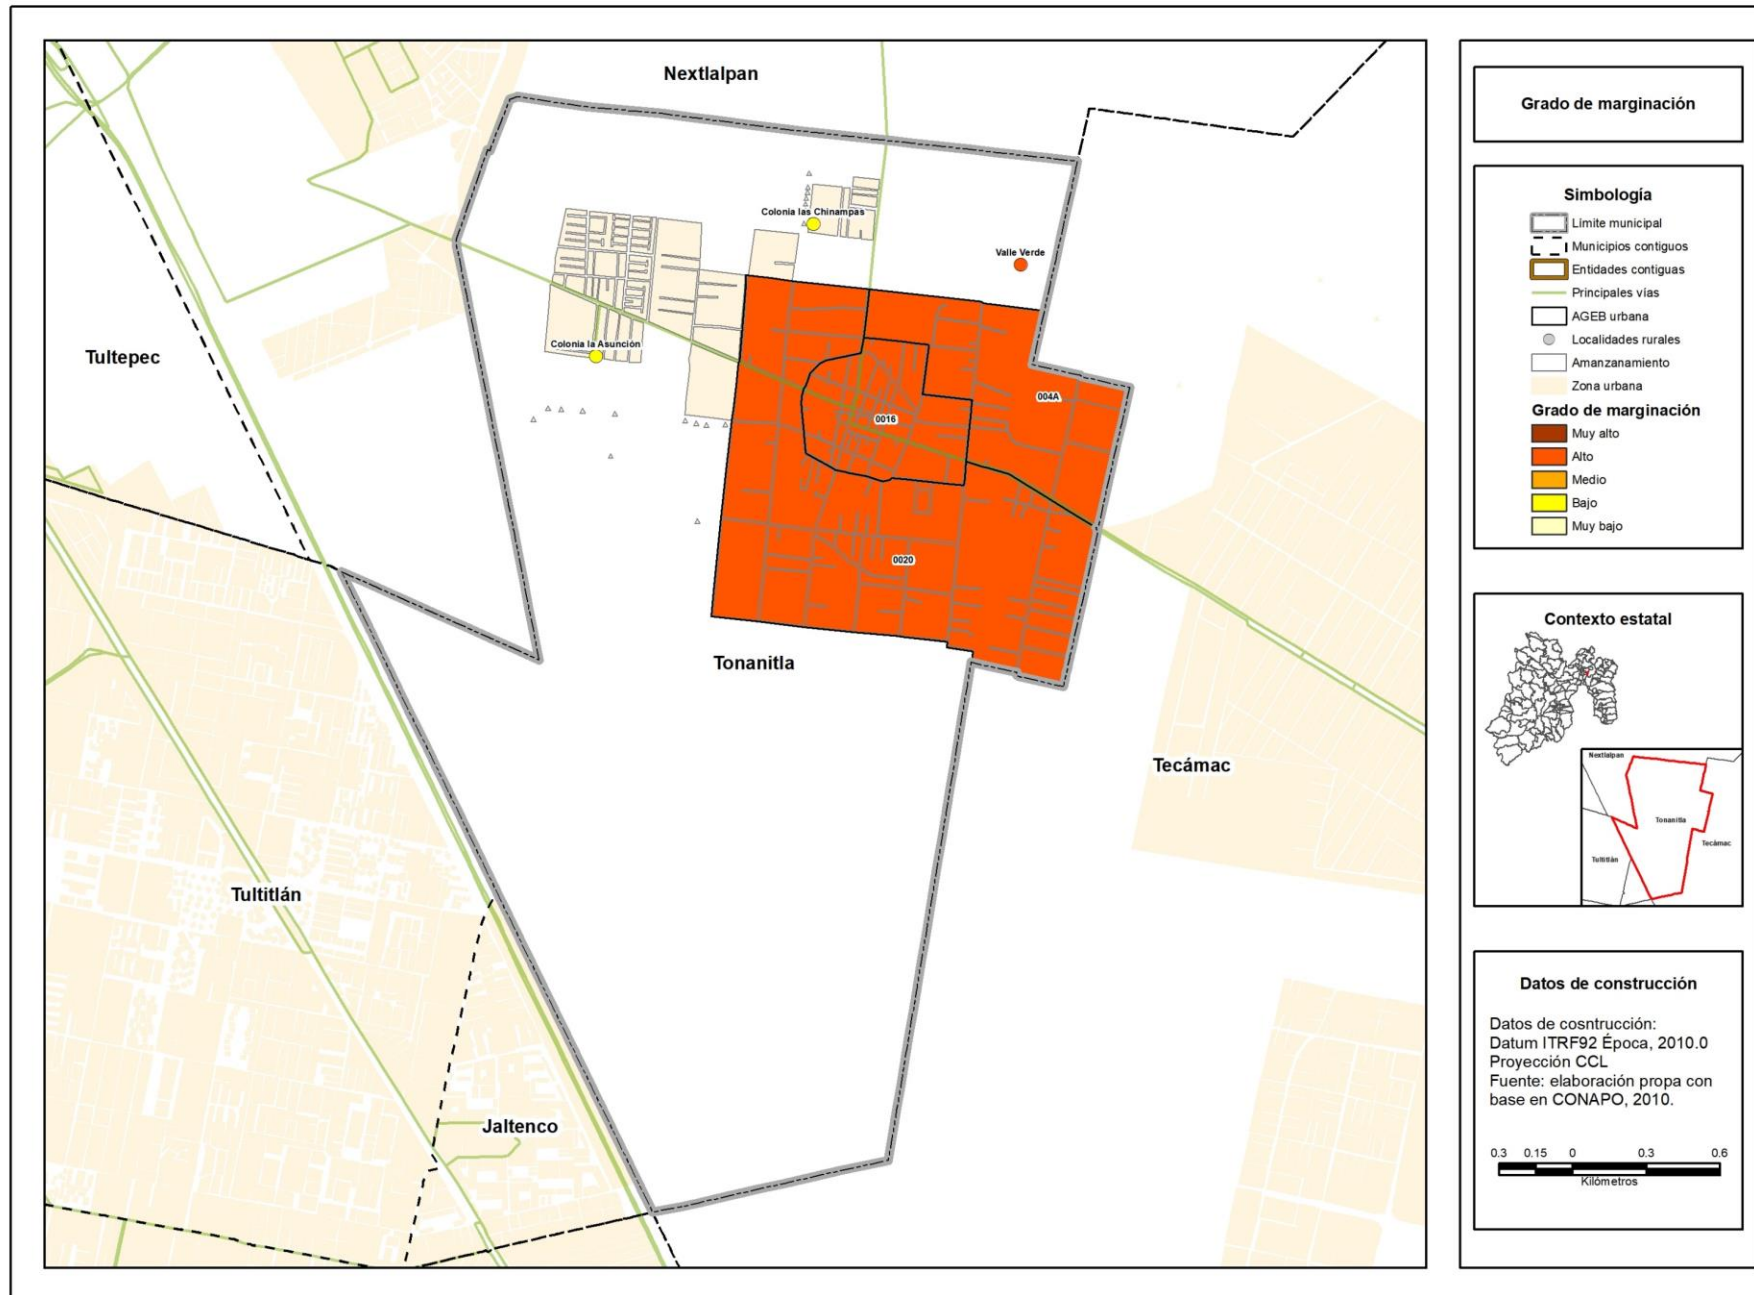 Nextlalpan
Colonia las Chinampas
Valle Verde
Colonia la Asunción
Tultepec
004A
0016
0020
Tonanitla
Tecámac
Tultitlán
Jaltenco
Grado de marginación
Simbología
Límite municipal
Municipios contiguos
Entidades contiguas
Principales vías
AGEB urbana
Localidades rurales
Amanzanamiento
Zona urbana
Grado de marginación
Muy alto
Alto
Medio
Bajo
Muy bajo
Contexto estatal
Nextlalpan
Tonanitla
Tecámac
Tultitlán
Datos de construcción
Datos de cosntrucción:
Datum ITRF92 Época, 2010.0
Proyección CCL
Fuente: elaboración propa con
base en CONAPO, 2010.
0.3 0.15 0 0.3 0.6
Kilómetros